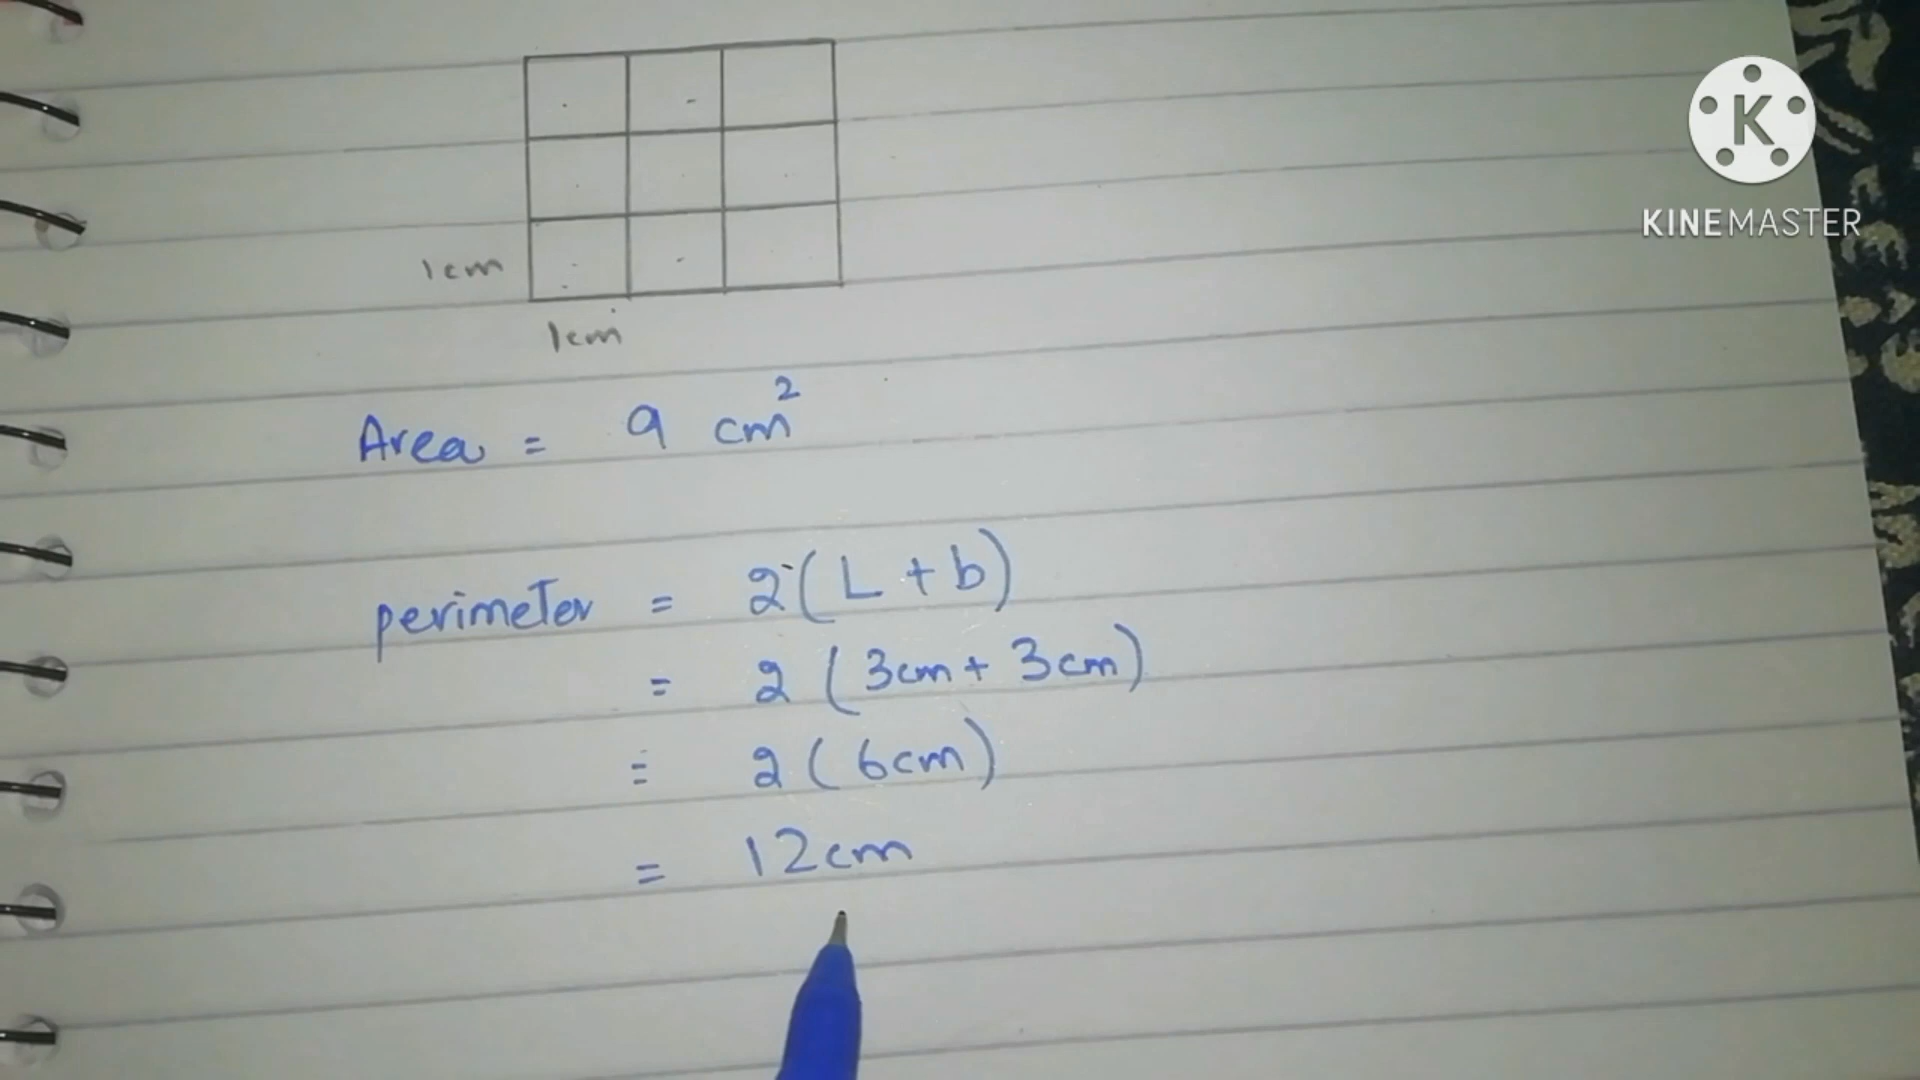 K
KINEMASTER
1cm
1cm
Area = 9 cm²
perimeter = 2(L + b)
= 2 (3cm + 3cm)
= 2 (6cm)
= 12cm